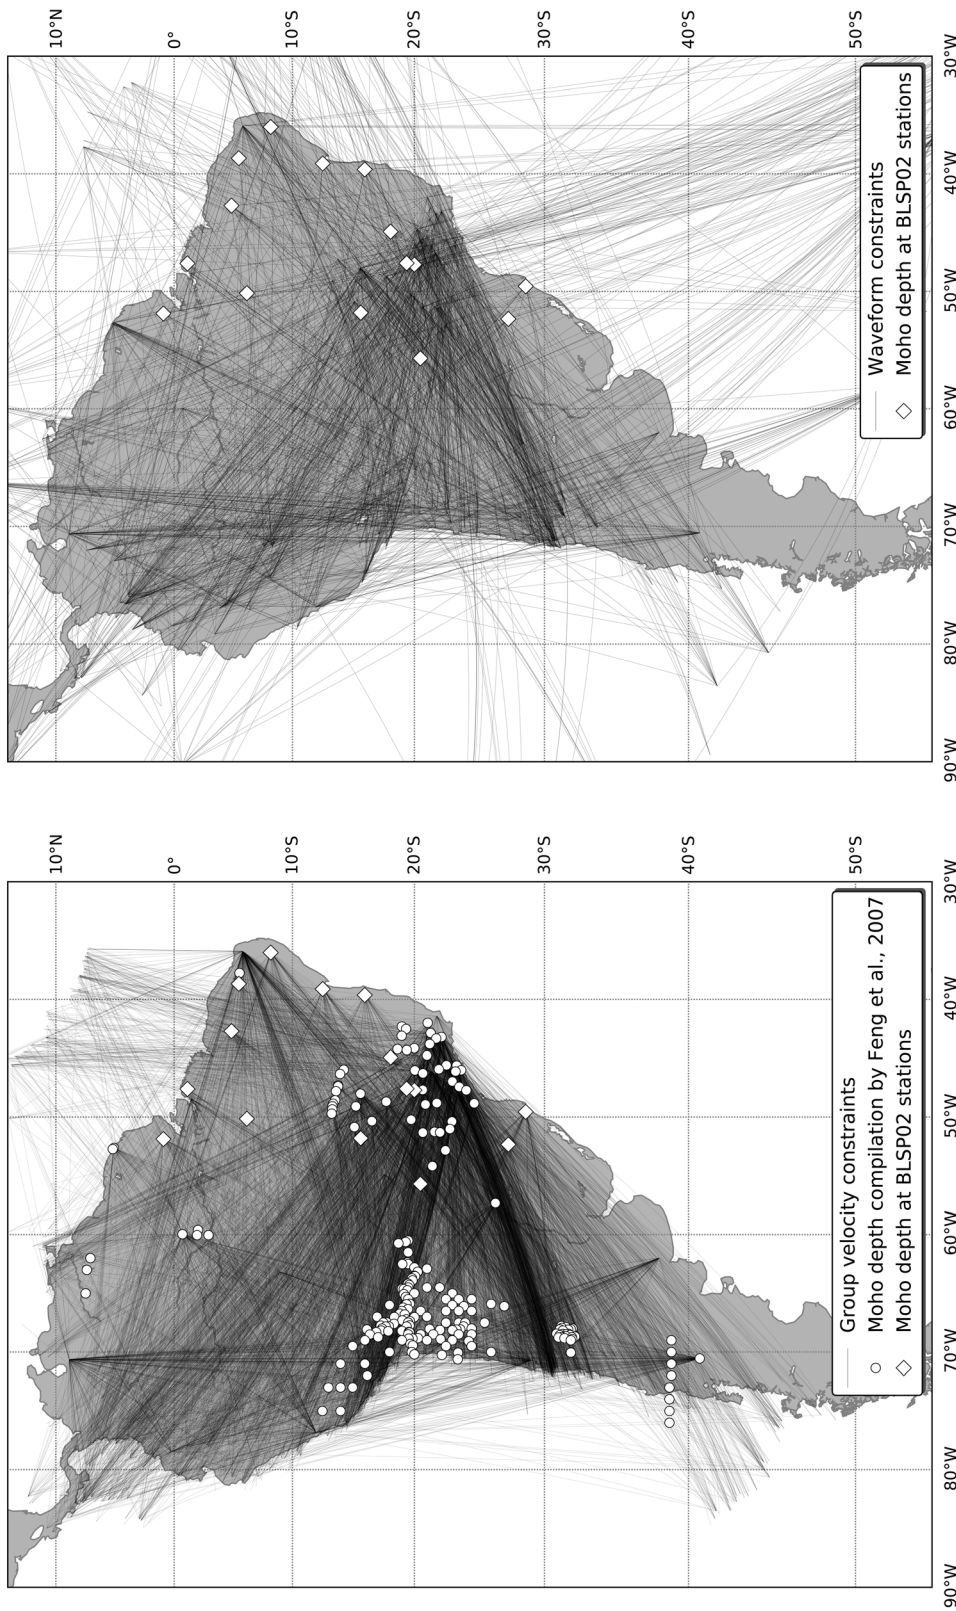 10°N
0°
10°S
20°S
30°S
40°S
50°S
90°W
80°W
70°W
60°W
50°W
40°W
30°W
Group velocity constraints
Moho depth compilation by Feng et al., 2007
Moho depth at BLSP02 stations
10°N
0°
10°S
20°S
30°S
40°S
50°S
90°W
80°W
70°W
60°W
50°W
40°W
30°W
Waveform constraints
Moho depth at BLSP02 stations